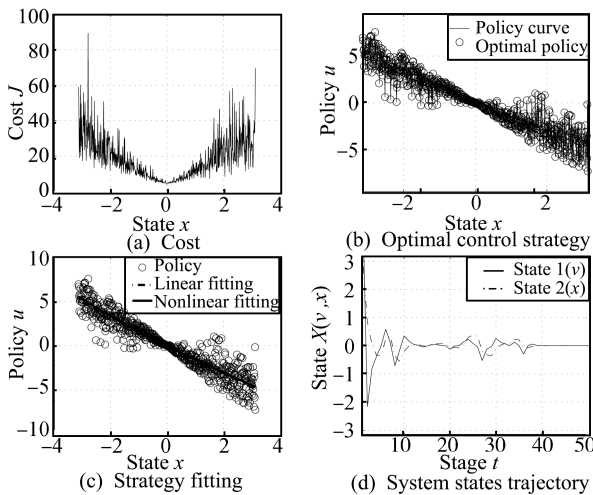 100
80
60
40
20
0
Cost J
−4
−2
0
2
4
State x
(a) Cost
Policy curve
Optimal policy
5
0
−5
Policy u
−2
0
2
State x
(b) Optimal control strategy
Policy
Linear fitting
Nonlinear fitting
10
5
0
−5
−10
Policy u
−4
−2
0
2
4
State x
(c) Strategy fitting
State 1(v)
State 2(x)
3
2
1
0
−1
−2
−3
State X(v ,x)
10
20
30
40
50
Stage t
(d) System states trajectory